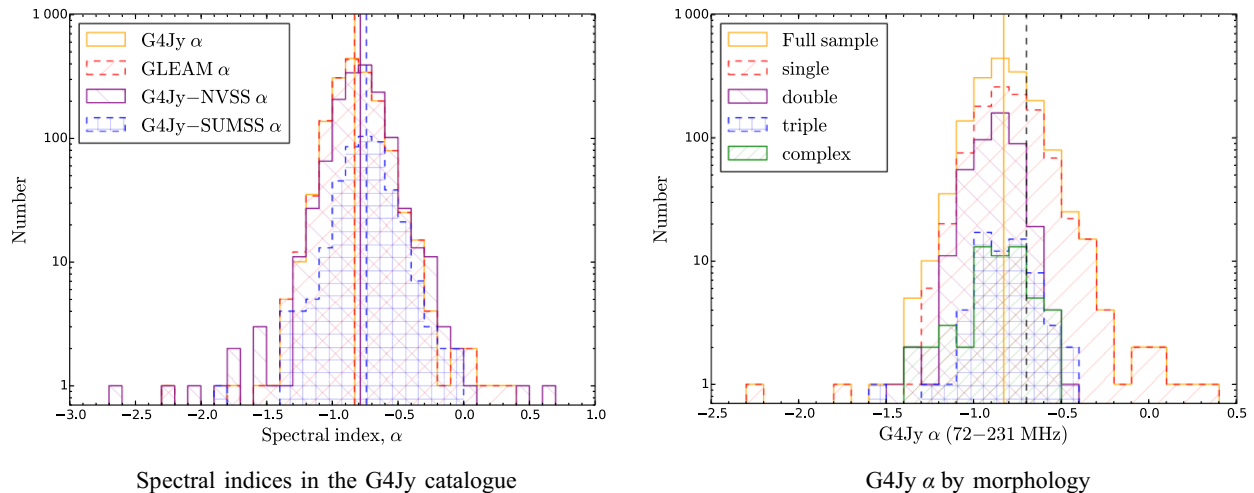 1 000
100
10
1
Number
G4Jy α
GLEAM α
G4Jy−NVSS α
G4Jy−SUMSS α
−3.0 −2.5 −2.0 −1.5 −1.0 −0.5 0.0 0.5 1.0
Spectral index, α
Spectral indices in the G4Jy catalogue
1 000
100
10
1
Number
Full sample
single
double
triple
complex
−2.5 −2.0 −1.5 −1.0 −0.5 0.0 0.5
G4Jy α (72−231 MHz)
G4Jy α by morphology